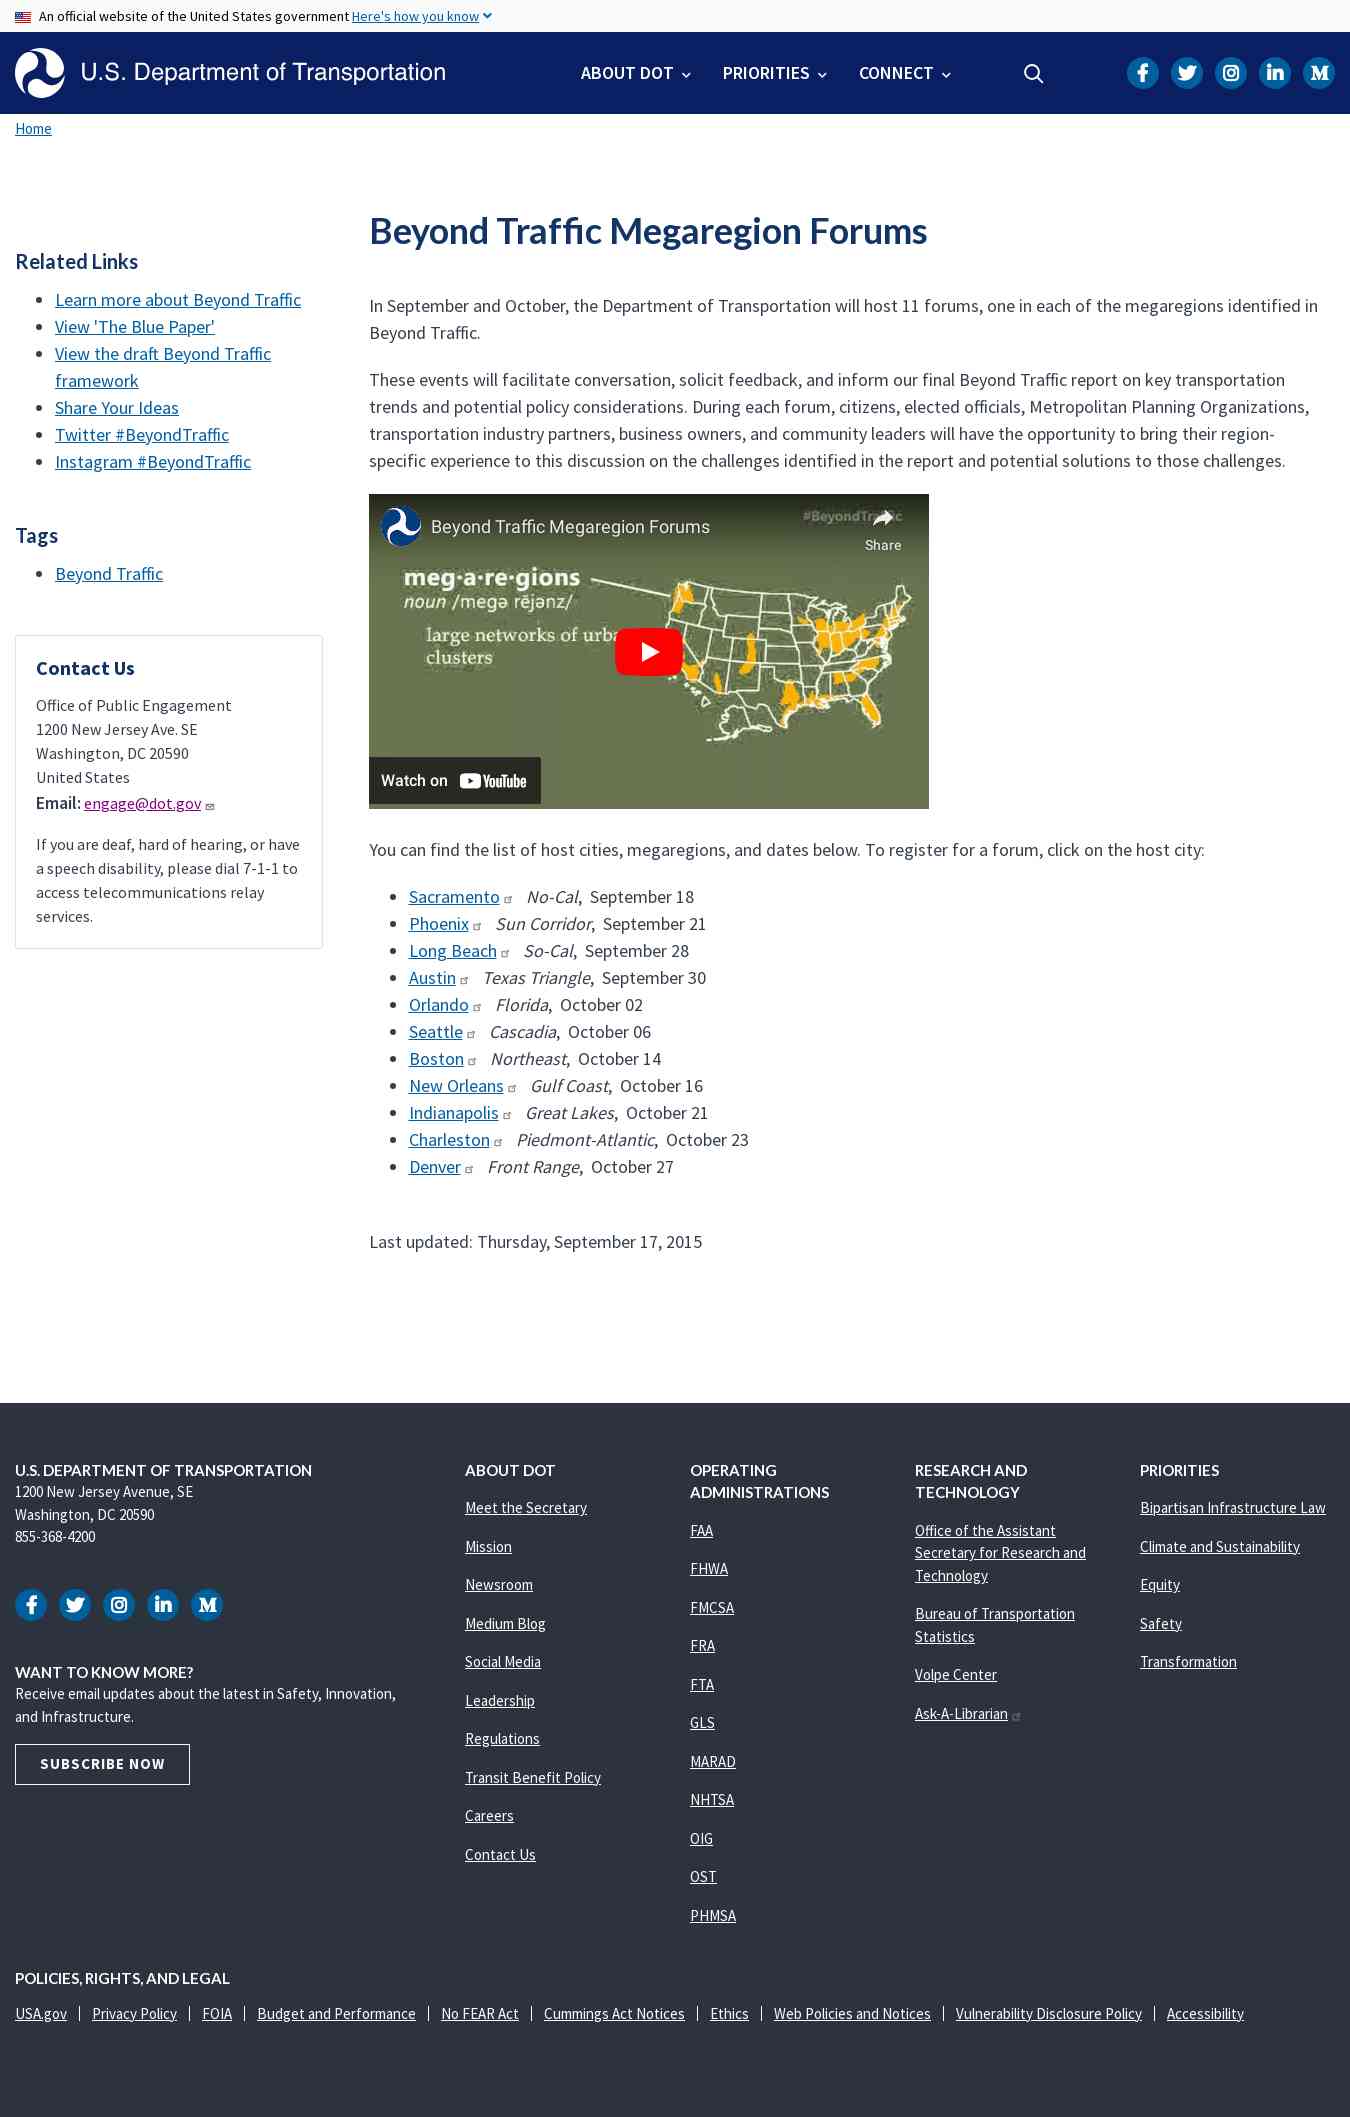 An official website of the United States government Here's how you know
U.S. Department of Transportation
ABOUT DOT PRIORITIES CONNECT
Home
Beyond Traffic Megaregion Forums
Related Links
Learn more about Beyond Traffic
View 'The Blue Paper'
View the draft Beyond Traffic
framework
Share Your Ideas
Twitter #BeyondTraffic
Instagram #BeyondTraffic
Tags
Beyond Traffic
Contact Us
Office of Public Engagement
1200 New Jersey Ave. SE
Washington, DC 20590
United States
Email: engage@dot.gov
If you are deaf, hard of hearing, or have
a speech disability, please dial 7-1-1 to
access telecommunications relay
services.
In September and October, the Department of Transportation will host 11 forums, one in each of the megaregions identified in
Beyond Traffic.
These events will facilitate conversation, solicit feedback, and inform our final Beyond Traffic report on key transportation
trends and potential policy considerations. During each forum, citizens, elected officials, Metropolitan Planning Organizations,
transportation industry partners, business owners, and community leaders will have the opportunity to bring their region-
specific experience to this discussion on the challenges identified in the report and potential solutions to those challenges.
#BeyondTraffic
Beyond Traffic Megaregion Forums
Share
meg·a·re·gions
noun /megə rējənz/
large networks of urba
clusters
Watch on YouTube
You can find the list of host cities, megaregions, and dates below. To register for a forum, click on the host city:
Sacramento No-Cal, September 18
Phoenix Sun Corridor, September 21
Long Beach So-Cal, September 28
Austin Texas Triangle, September 30
Orlando Florida, October 02
Seattle Cascadia, October 06
Boston Northeast, October 14
New Orleans Gulf Coast, October 16
Indianapolis Great Lakes, October 21
Charleston Piedmont-Atlantic, October 23
Denver Front Range, October 27
Last updated: Thursday, September 17, 2015
U.S. DEPARTMENT OF TRANSPORTATION
1200 New Jersey Avenue, SE
Washington, DC 20590
855-368-4200
WANT TO KNOW MORE?
Receive email updates about the latest in Safety, Innovation,
and Infrastructure.
SUBSCRIBE NOW
ABOUT DOT
Meet the Secretary
Mission
Newsroom
Medium Blog
Social Media
Leadership
Regulations
Transit Benefit Policy
Careers
Contact Us
OPERATING
ADMINISTRATIONS
FAA
FHWA
FMCSA
FRA
FTA
GLS
MARAD
NHTSA
OIG
OST
PHMSA
RESEARCH AND
TECHNOLOGY
Office of the Assistant
Secretary for Research and
Technology
Bureau of Transportation
Statistics
Volpe Center
Ask-A-Librarian
PRIORITIES
Bipartisan Infrastructure Law
Climate and Sustainability
Equity
Safety
Transformation
POLICIES, RIGHTS, AND LEGAL
USA.gov Privacy Policy FOIA Budget and Performance No FEAR Act Cummings Act Notices Ethics Web Policies and Notices Vulnerability Disclosure Policy Accessibility